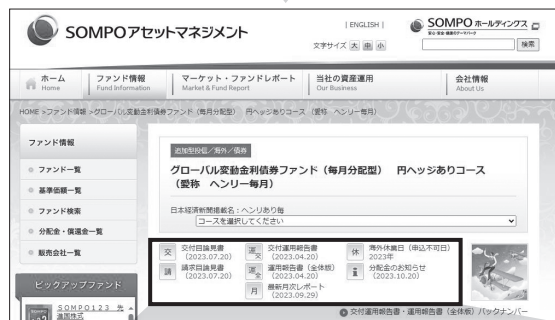 SOMPOアセットマネジメント
[ ENGLISH ]
SOMPO ホールディングス
安心・安全・健康のテーマパーク
文字サイズ 大 中 小
検索
ホーム
Home
ファンド情報
Fund Information
マーケット・ファンドレポート
Market & Fund Report
当社の資産運用
Our Business
会社情報
About Us
HOME >ファンド情報 >グローバル変動金利債券ファンド（毎月分配型） 円ヘッジありコース （愛称 ヘンリー毎月）
ファンド情報
ファンド一覧
基準価額一覧
ファンド検索
分配金・償還金一覧
販売会社一覧
ピックアップファンド
SOMPO123 先
進国株式
追加型投信／海外／債券
グローバル変動金利債券ファンド（毎月分配型） 円ヘッジありコース
（愛称 ヘンリー毎月）
日本経済新聞掲載名：ヘンリあり毎
コースを選択してください
交 交付目論見書
（2023.07.20）
運交 交付運用報告書
（2023.04.20）
休 海外休業日（申込不可日）
2023年
請 請求目論見書
（2023.07.20）
運全 運用報告書（全体版）
（2023.04.20）
i 分配金のお知らせ
（2023.10.20）
月 最新月次レポート
（2023.09.29）
交付運用報告書・運用報告書（全体版）バックナンバー